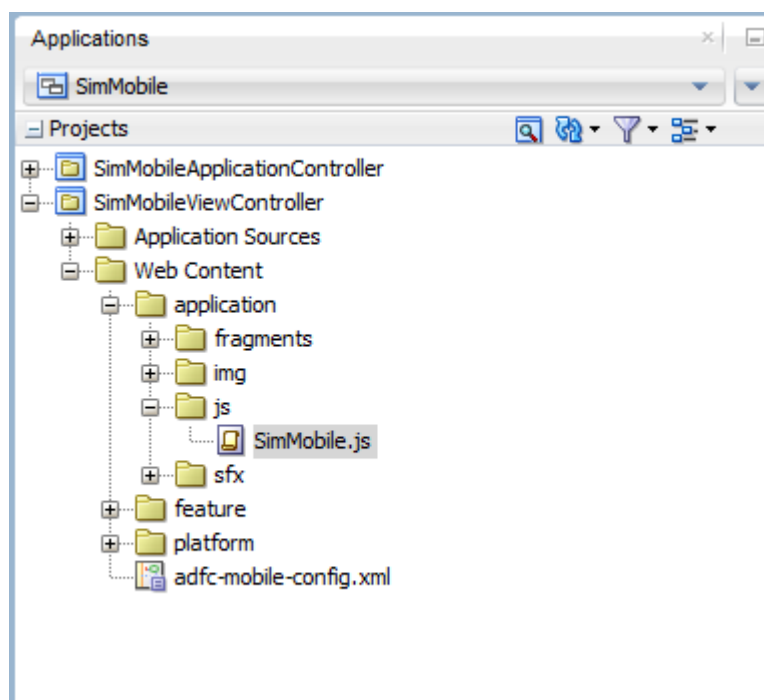 Applications
SimMobile
Projects
SimMobileApplicationController
SimMobileViewController
Application Sources
Web Content
application
fragments
img
js
SimMobile.js
sfx
feature
platform
adfc-mobile-config.xml